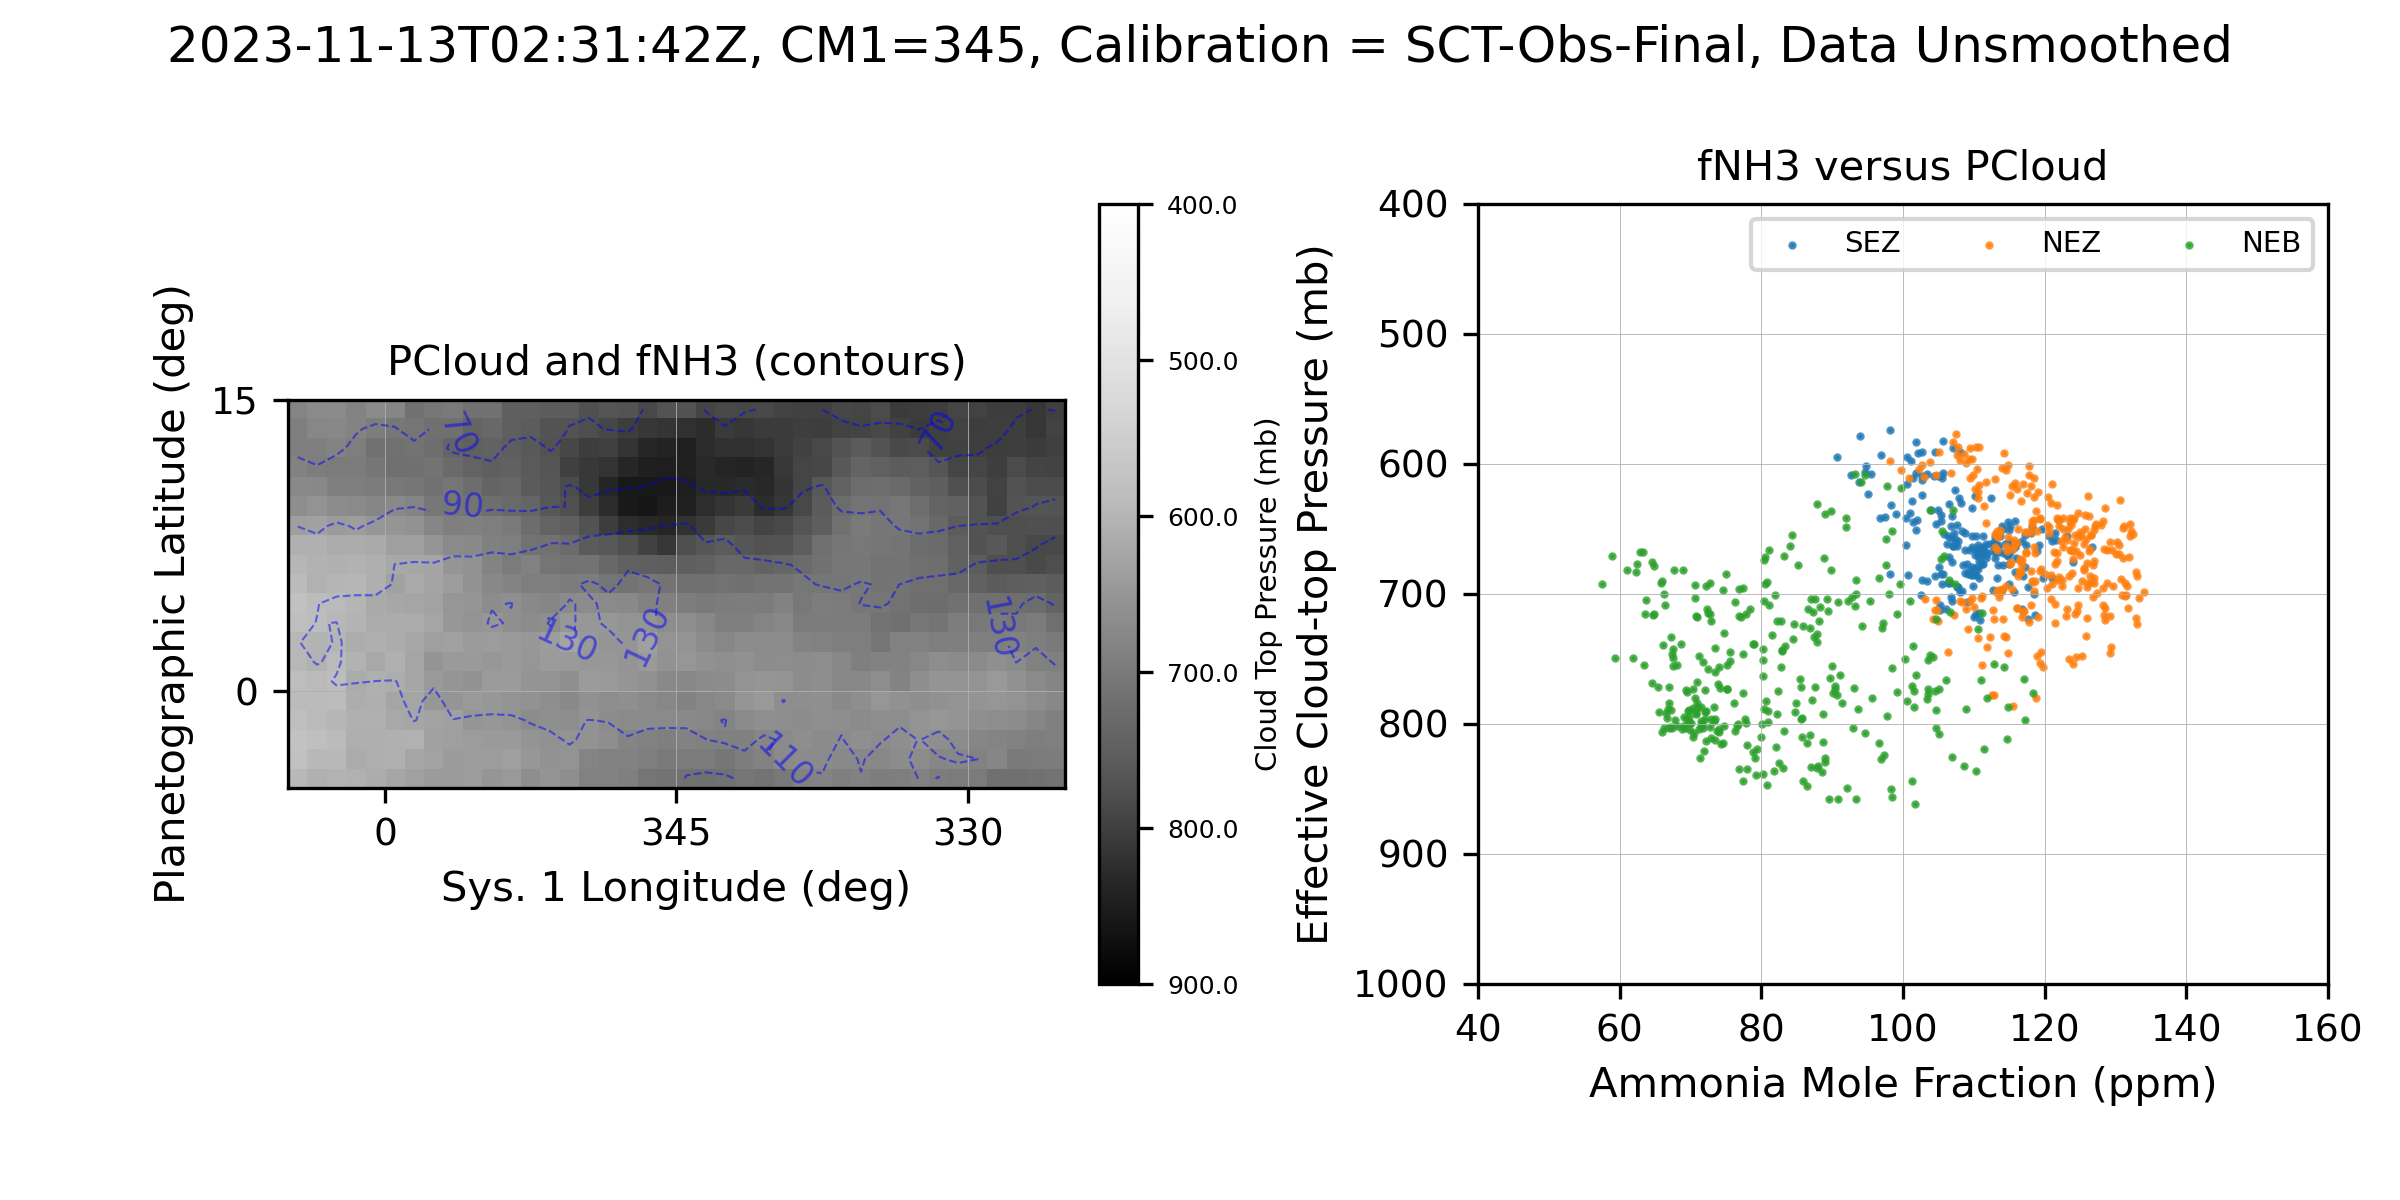 2023-11-13T02:31:42Z, CM1=345, Calibration = SCT-Obs-Final, Data Unsmoothed
PCloud and fNH3 (contours)
Planetographic Latitude (deg)
15
0
70
70
90
130
130
130
110
0
345
330
Sys. 1 Longitude (deg)
400.0
500.0
600.0
700.0
800.0
900.0
Cloud Top Pressure (mb)
fNH3 versus PCloud
Effective Cloud-top Pressure (mb)
400
500
600
700
800
900
1000
SEZ
NEZ
NEB
40
60
80
100
120
140
160
Ammonia Mole Fraction (ppm)